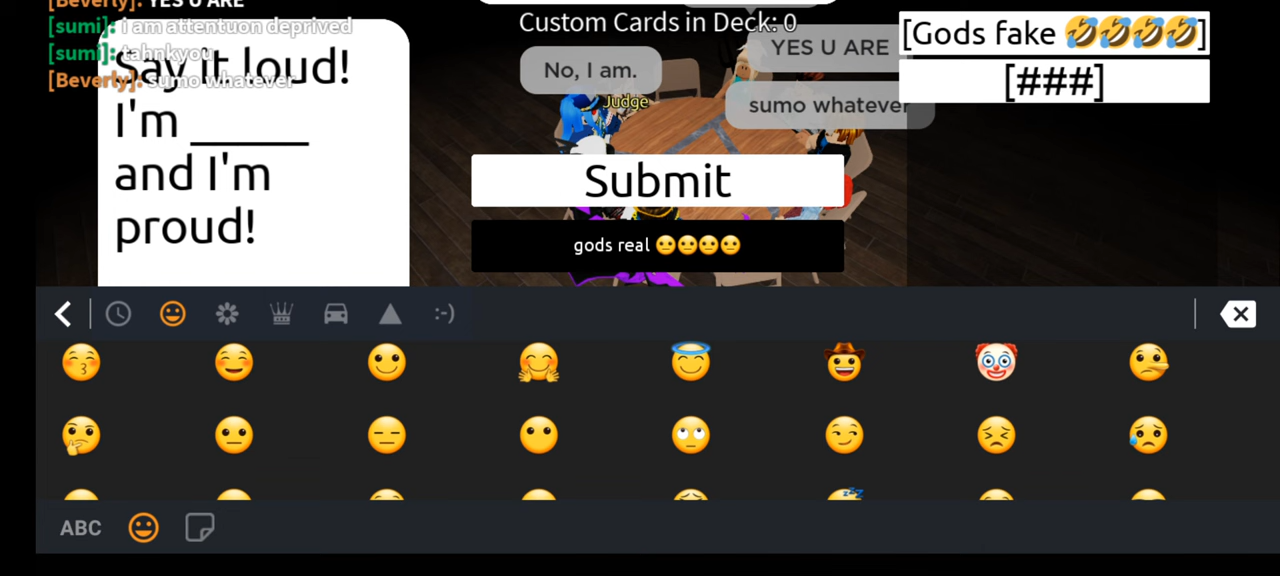 [Beverly]: YES U ARE
[sumi]: i am attentuon deprived
[sumi]: tahnkyou
[Beverly]: sumo whatever
Say it loud!
I'm _____
and I'm
proud!
Custom Cards in Deck: 0
No, I am.
YES U ARE
sumo whatever
Judge
[Gods fake 🤣🤣🤣🤣]
[###]
Submit
gods real 😐😐😐😐
:-)
ABC